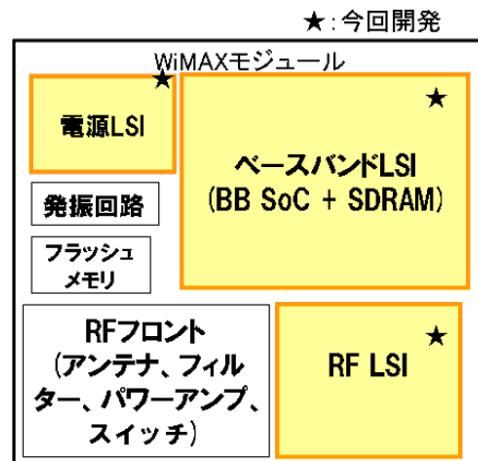 ★:今回開発
WiMAXモジュール
★
電源LSI
★
ベースバンドLSI
(BB SoC + SDRAM)
発振回路
フラッシュ
メモリ
RFフロント
(アンテナ、フィル
ター、パワーアンプ、
スイッチ)
★
RF LSI